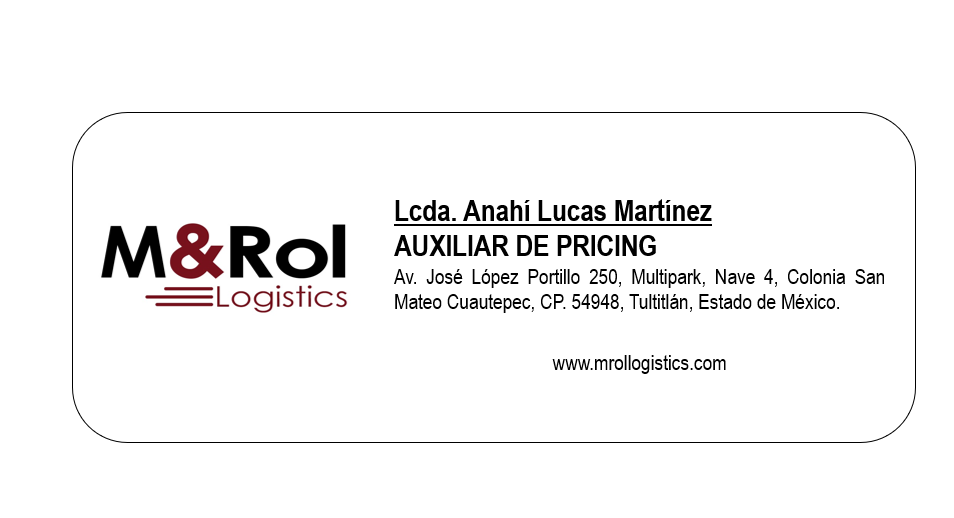 M&Rol
Logistics
Lcda. Anahí Lucas Martínez
AUXILIAR DE PRICING
Av. José López Portillo 250, Multipark, Nave 4, Colonia San
Mateo Cuautepec, CP. 54948, Tultitlán, Estado de México.
www.mrollogistics.com